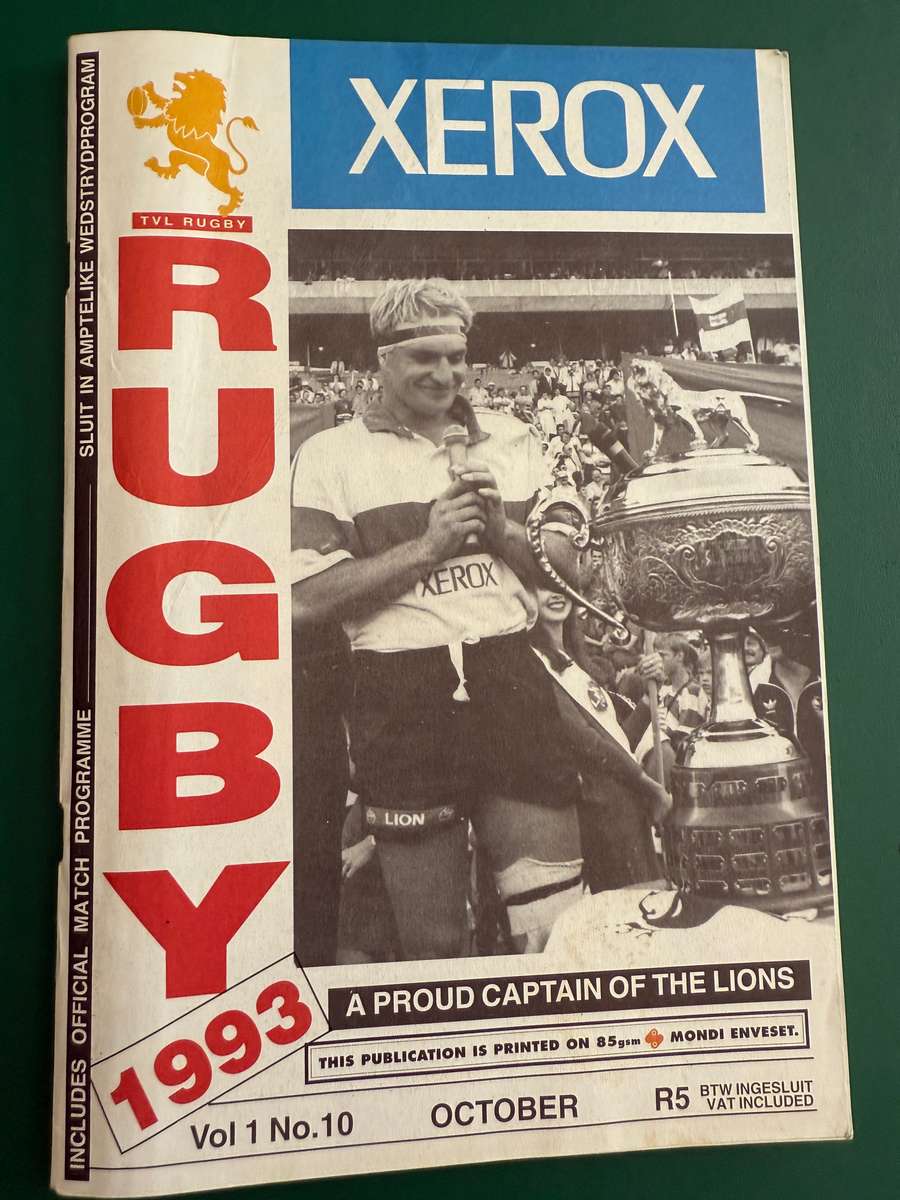 SLUIT IN AMPTELIKE WEDSTRYDPROGRAM
INCLUDES OFFICIAL MATCH PROGRAMME
TVL RUGBY
RUGBY
1993
XEROX
XEROX
LION
A PROUD CAPTAIN OF THE LIONS
THIS PUBLICATION IS PRINTED ON 85gsm MONDI ENVESET.
Vol 1 No.10
OCTOBER
R5
BTW INGESLUIT
VAT INCLUDED